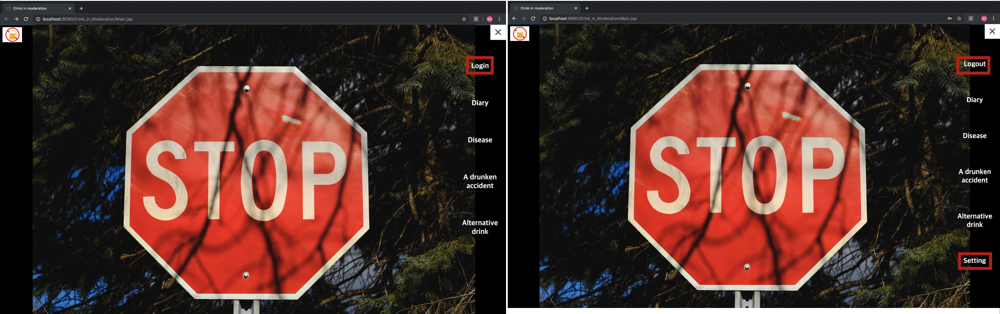 Drink in moderation
localhost:8080/Drink_in_Moderation/Main.jsp
Login
Diary
Disease
A drunken
accident
Alternative
drink
STOP
Drink in moderation
localhost:8080/Drink_in_Moderation/Main.jsp
Logout
Diary
Disease
A drunken
accident
Alternative
drink
Setting
STOP